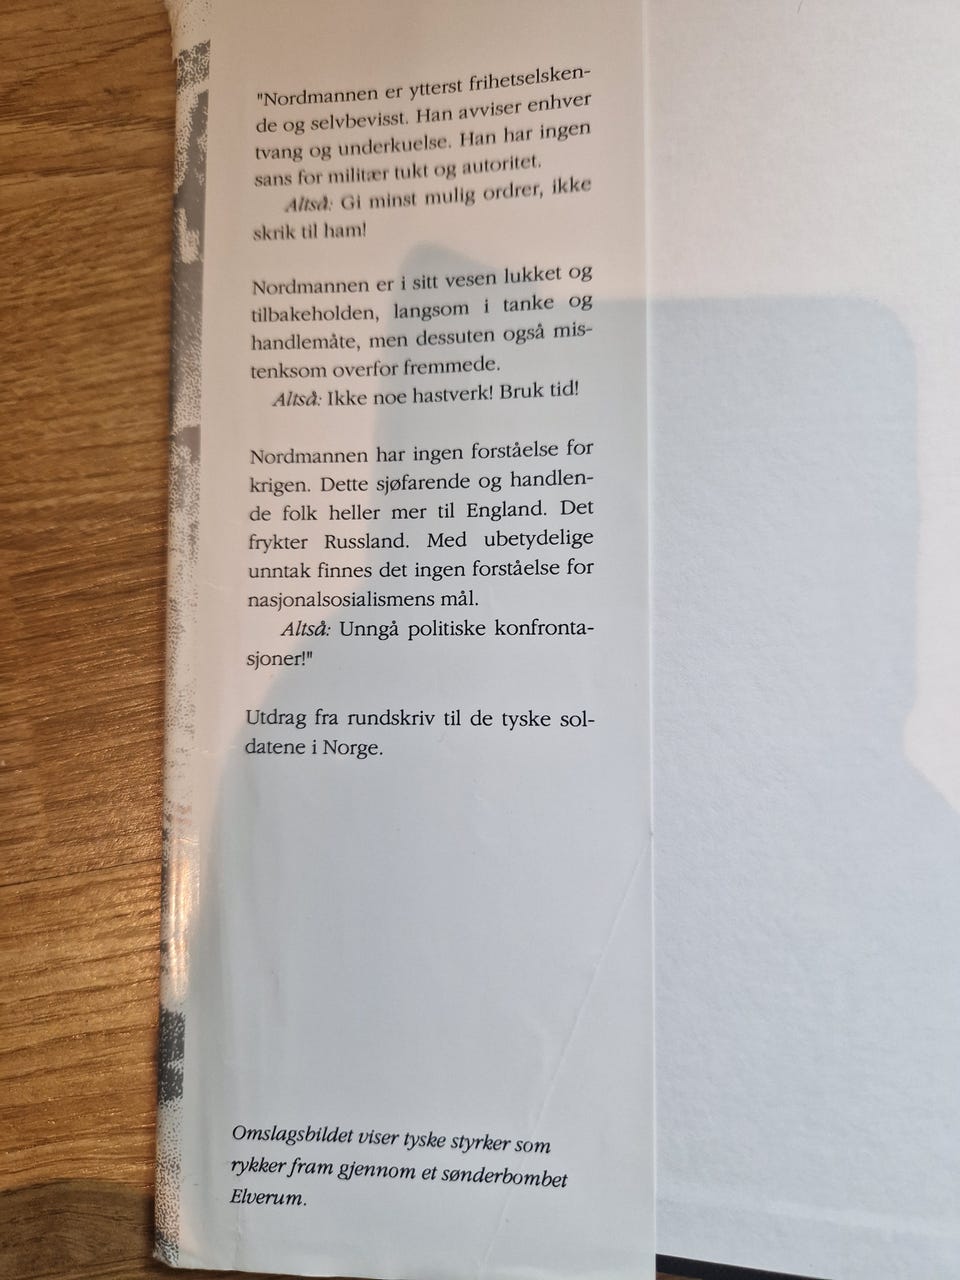 "Nordmannen er ytterst frihetselsken-
de og selvbevisst. Han avviser enhver
tvang og underkuelse. Han har ingen
sans for militær tukt og autoritet.
Altså: Gi minst mulig ordrer, ikke
skrik til ham!
Nordmannen er i sitt vesen lukket og
tilbakeholden, langsom i tanke og
handlemåte, men dessuten også mis-
tenksom overfor fremmede.
Altså: Ikke noe hastverk! Bruk tid!
Nordmannen har ingen forståelse for
krigen. Dette sjøfarende og handlen-
de folk heller mer til England. Det
frykter Russland. Med ubetydelige
unntak finnes det ingen forståelse for
nasjonalsosialismens mål.
Altså: Unngå politiske konfronta-
sjoner!"
Utdrag fra rundskriv til de tyske sol-
datene i Norge.
Omslagsbildet viser tyske styrker som
rykker fram gjennom et sønderbombet
Elverum.